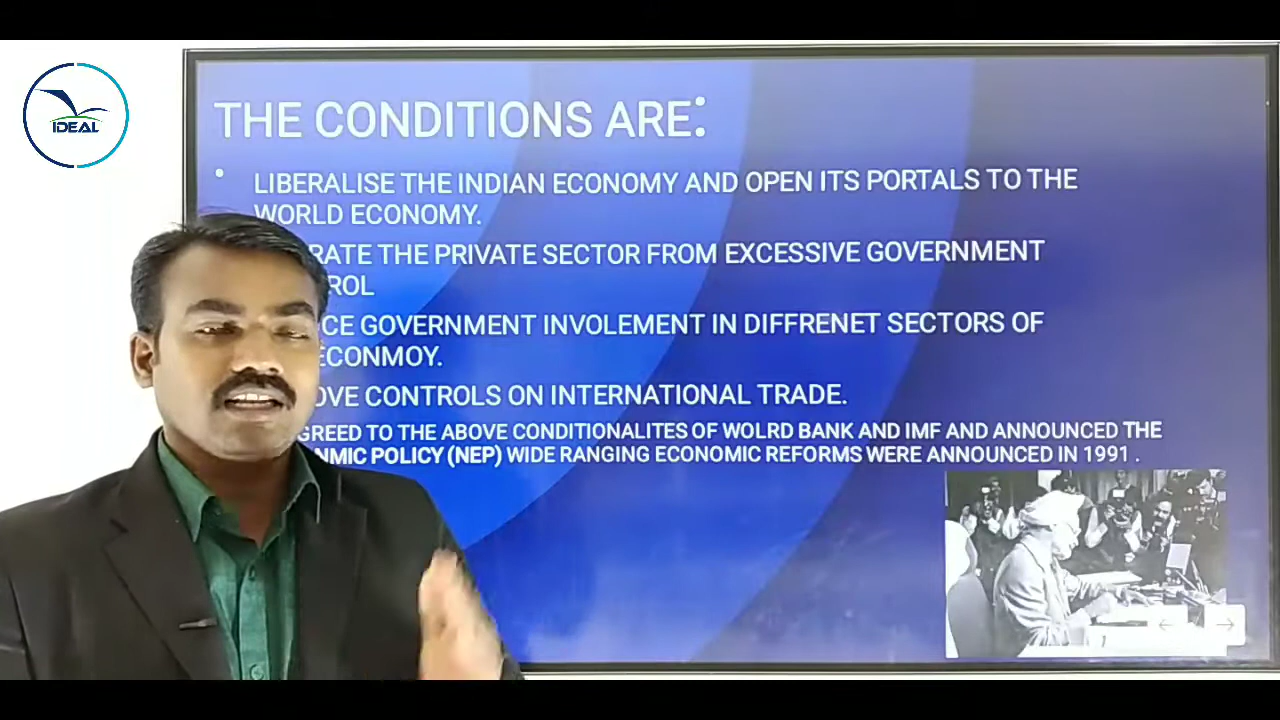 IDEAL
THE CONDITIONS ARE:
• LIBERALISE THE INDIAN ECONOMY AND OPEN ITS PORTALS TO THE
WORLD ECONOMY.
RATE THE PRIVATE SECTOR FROM EXCESSIVE GOVERNMENT
ROL
CE GOVERNMENT INVOLEMENT IN DIFFRENET SECTORS OF
ECONMOY.
OVE CONTROLS ON INTERNATIONAL TRADE.
GREED TO THE ABOVE CONDITIONALITES OF WOLRD BANK AND IMF AND ANNOUNCED THE
NMIC POLICY (NEP) WIDE RANGING ECONOMIC REFORMS WERE ANNOUNCED IN 1991 .